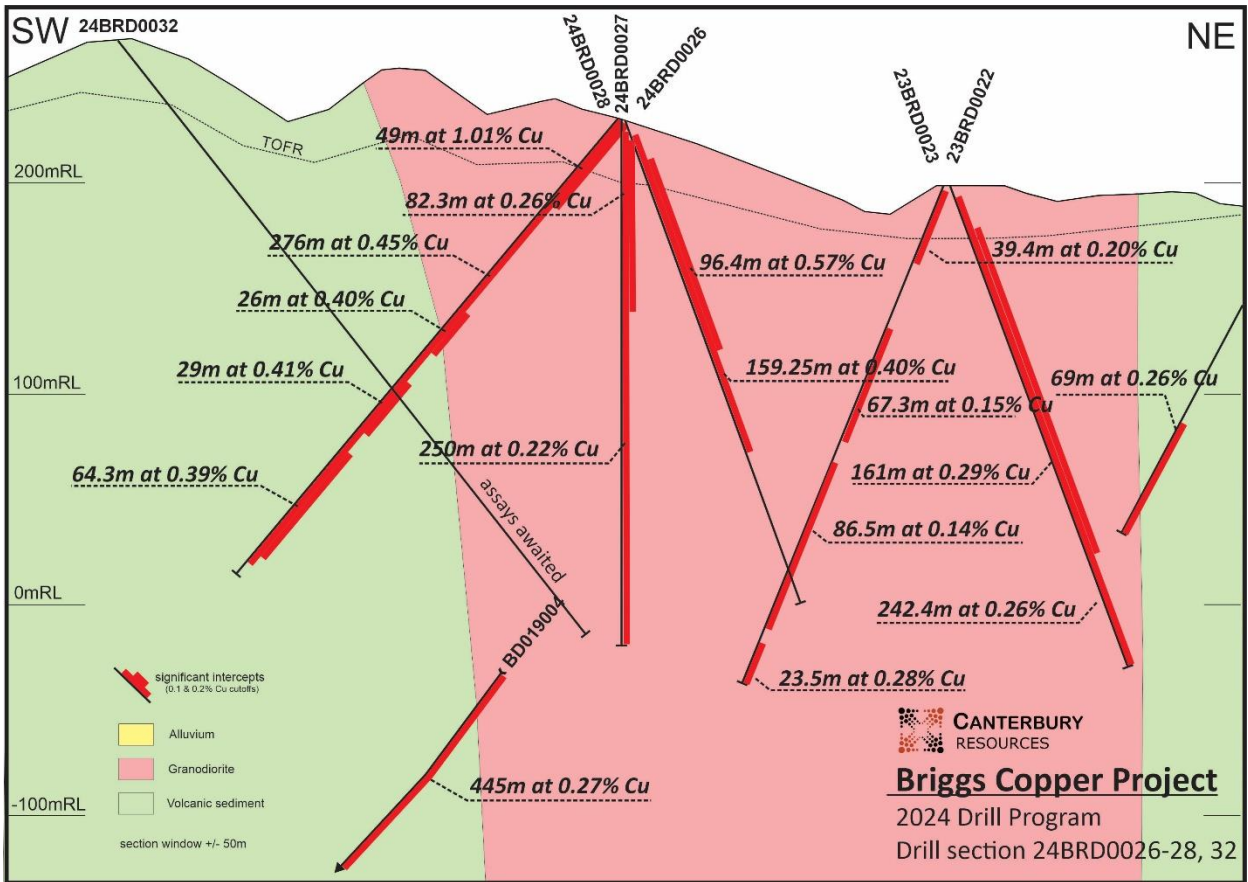 SW
24BRD0032
24BRD0028
24BRD0027
24BRD0026
23BRD0023
23BRD0022
NE
TOFR
49m at 1.01% Cu
200mRL
82.3m at 0.26% Cu
276m at 0.45% Cu
39.4m at 0.20% Cu
96.4m at 0.57% Cu
26m at 0.40% Cu
29m at 0.41% Cu
159.25m at 0.40% Cu
100mRL
69m at 0.26% Cu
67.3m at 0.15% Cu
250m at 0.22% Cu
64.3m at 0.39% Cu
161m at 0.29% Cu
assays awaited
86.5m at 0.14% Cu
0mRL
242.4m at 0.26% Cu
BD019004
23.5m at 0.28% Cu
significant intercepts
(0.1 & 0.2% Cu cutoffs)
Alluvium
Granodiorite
Volcanic sediment
section window +/- 50m
-100mRL
445m at 0.27% Cu
CANTERBURY
RESOURCES
Briggs Copper Project
2024 Drill Program
Drill section 24BRD0026-28, 32